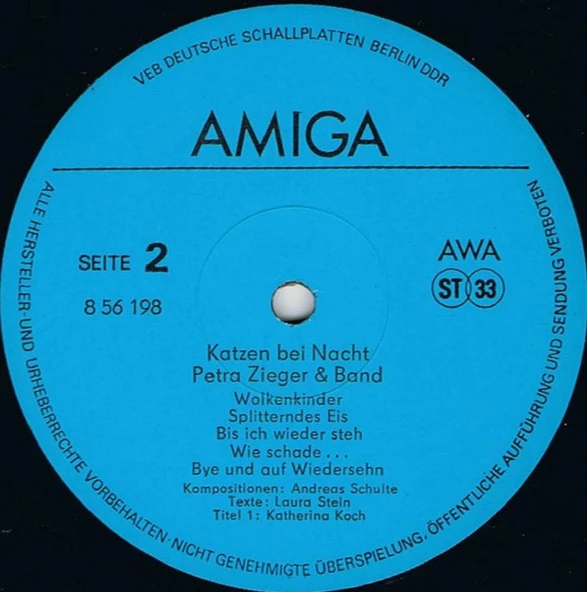 VEB DEUTSCHE SCHALLPLATTEN BERLIN DDR
AMIGA
SEITE 2
8 56 198
AWA
ST 33
Katzen bei Nacht
Petra Zieger & Band
Wolkenkinder
Splitterndes Eis
Bis ich wieder steh
Wie schade...
Bye und auf Wiedersehn
Kompositionen: Andreas Schulte
Texte: Laura Stein
Titel 1: Katherina Koch
ALLE HERSTELLER- UND URHEBERRECHTE VORBEHALTEN · NICHT GENEHMIGTE ÜBERSPIELUNG, ÖFFENTLICHE AUFFÜHRUNG UND SENDUNG VERBOTEN